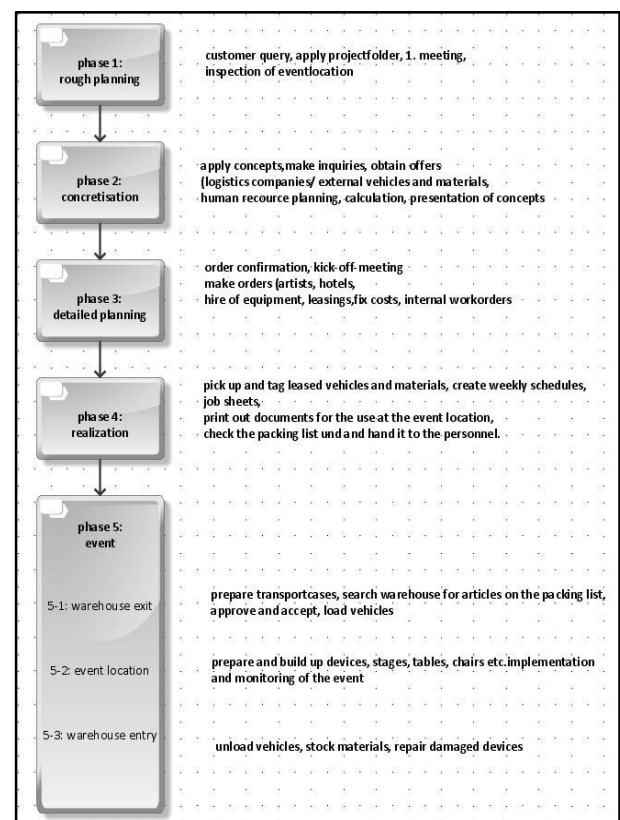 phase 1:
rough planning
customer query, apply projectfolder, 1. meeting,
inspection of eventlocation
phase 2:
concretisation
apply concepts,make inquiries, obtain offers
(logistics companies/ external vehicles and materials,
human recource planning, calculation, presentation of concepts
phase 3:
detailed planning
order confirmation, kick-off-meeting
make orders (artists, hotels,
hire of equipment, leasings,fix costs, internal workorders
phase 4:
realization
pick up and tag leased vehicles and materials, create weekly schedules,
job sheets,
print out documents for the use at the event location,
check the packing list und and hand it to the personnel.
phase 5:
event
5-1: warehouse exit
prepare transportcases, search warehouse for articles on the packing list,
approve and accept, load vehicles
5-2: event location
prepare and build up devices, stages, tables, chairs etc.implementation
and monitoring of the event
5-3: warehouse entry
unload vehicles, stock materials, repair damaged devices